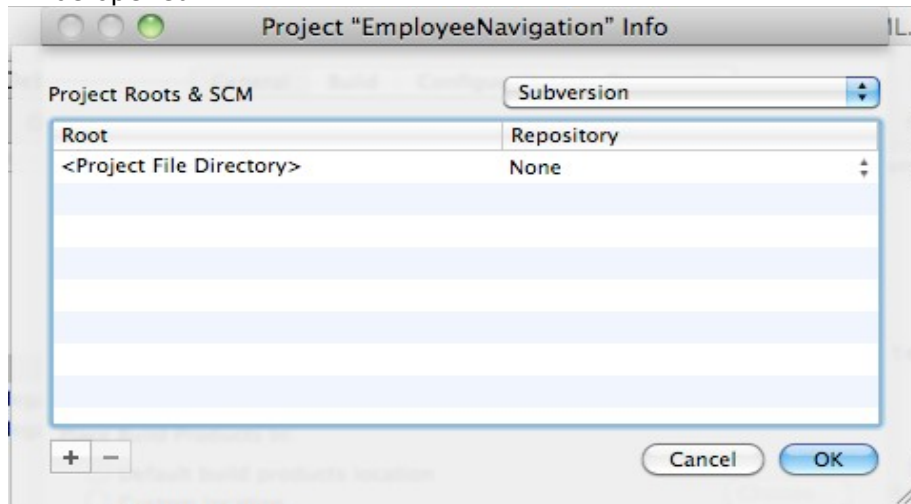 Project "EmployeeNavigation" Info
Project Roots & SCM Subversion
Root Repository
<Project File Directory> None
+ − Cancel OK